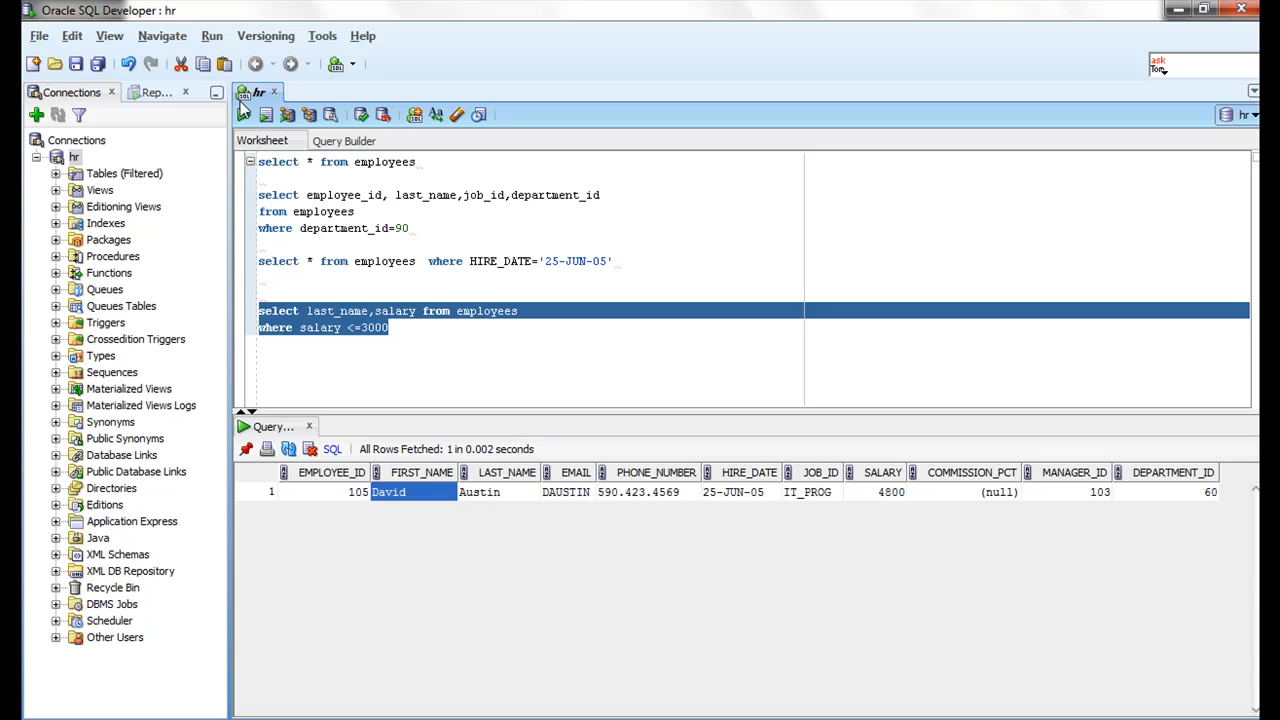 Oracle SQL Developer : hr
File Edit View Navigate Run Versioning Tools Help
ask
Connections Rep... hr
hr
Worksheet Query Builder
Connections
hr
Tables (Filtered)
Views
Editioning Views
Indexes
Packages
Procedures
Functions
Queues
Queues Tables
Triggers
Crossedition Triggers
Types
Sequences
Materialized Views
Materialized Views Logs
Synonyms
Public Synonyms
Database Links
Public Database Links
Directories
Editions
Application Express
Java
XML Schemas
XML DB Repository
Recycle Bin
DBMS Jobs
Scheduler
Other Users
select * from employees
select employee_id, last_name,job_id,department_id
from employees
where department_id=90
select * from employees  where HIRE_DATE='25-JUN-05'
select last_name,salary from employees
where salary <=3000
Query...
SQL All Rows Fetched: 1 in 0.002 seconds
EMPLOYEE_ID FIRST_NAME LAST_NAME EMAIL PHONE_NUMBER HIRE_DATE JOB_ID SALARY COMMISSION_PCT MANAGER_ID DEPARTMENT_ID
1 105 David Austin DAUSTIN 590.423.4569 25-JUN-05 IT_PROG 4800 (null) 103 60